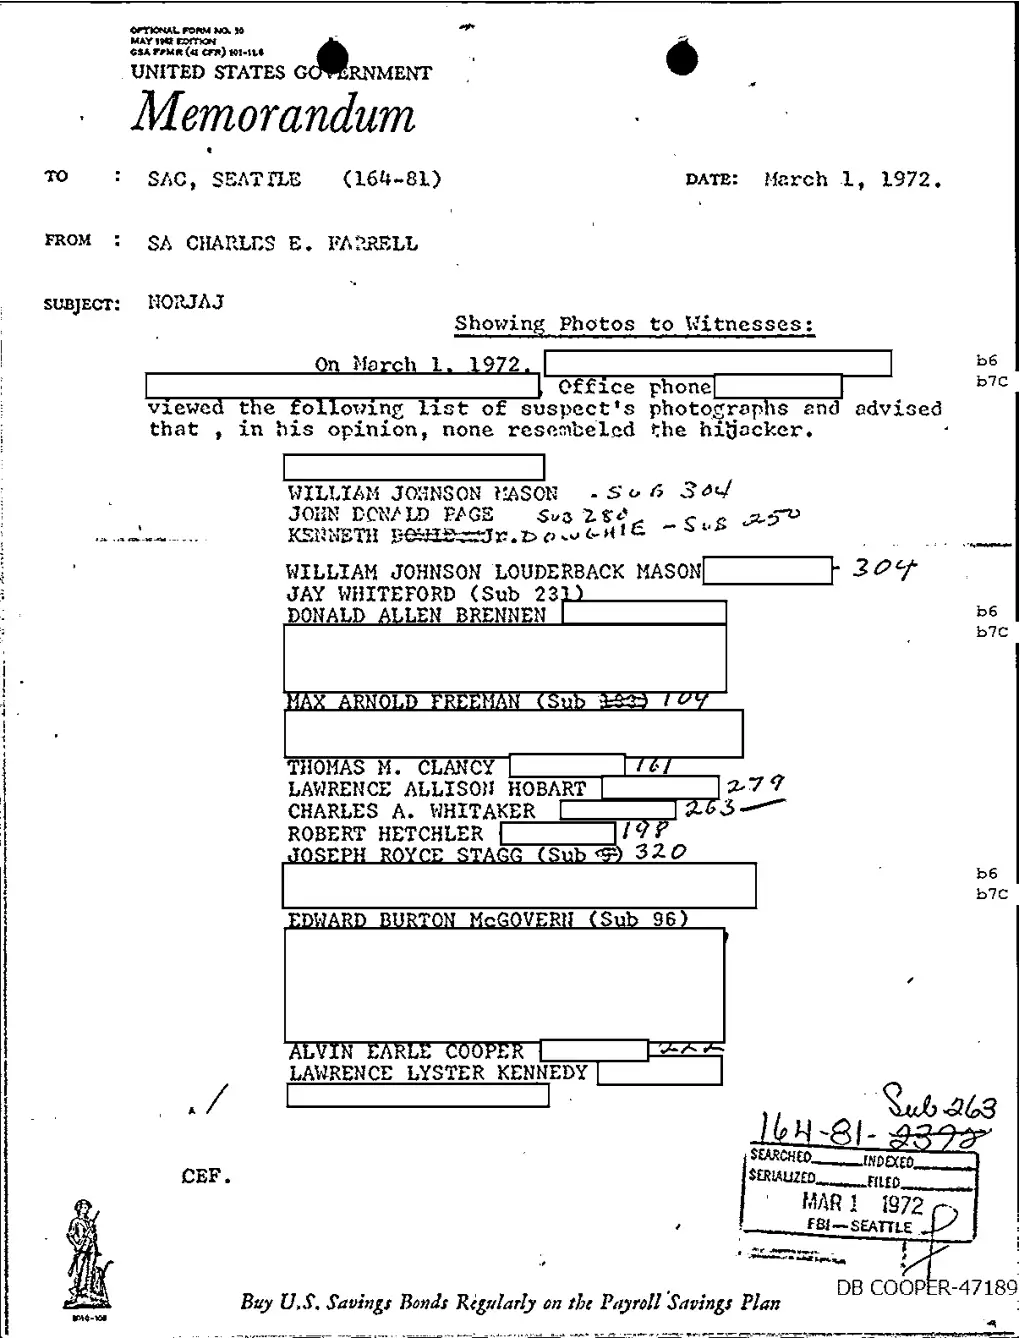 OPTIONAL FORM NO. 10
MAY 1962 EDITION
GSA FPMR (41 CFR) 101-11.6
UNITED STATES GOVERNMENT
Memorandum
TO : SAC, SEATTLE (164-81) DATE: March 1, 1972.
FROM : SA CHARLES E. FARRELL
SUBJECT: NORJAJ
Showing Photos to Witnesses:
On March 1, 1972, b6
, Office phone b7C
viewed the following list of suspect's photographs and advised
that , in his opinion, none resembeled the hijacker.
WILLIAM JOHNSON MASON - Sub 304
JOHN DONALD PAGE Sub 280
KENNETH Jr. - Sub 250
WILLIAM JOHNSON LOUDERBACK MASON - 304
JAY WHITEFORD (Sub 231)
DONALD ALLEN BRENNEN b6
b7C
MAX ARNOLD FREEMAN (Sub 104
THOMAS M. CLANCY 161
LAWRENCE ALLISON HOBART 279
CHARLES A. WHITAKER 263
ROBERT HETCHLER 198
JOSEPH ROYCE STAGG (Sub 320
b6
b7C
EDWARD BURTON McGOVERN (Sub 96)
ALVIN EARLE COOPER 222
LAWRENCE LYSTER KENNEDY
Sub 263
164-81-2378
SEARCHED INDEXED
SERIALIZED FILED
CEF.
MAR 1 1972
FBI—SEATTLE
DB COOPER-47189
Buy U.S. Savings Bonds Regularly on the Payroll Savings Plan
5010-108